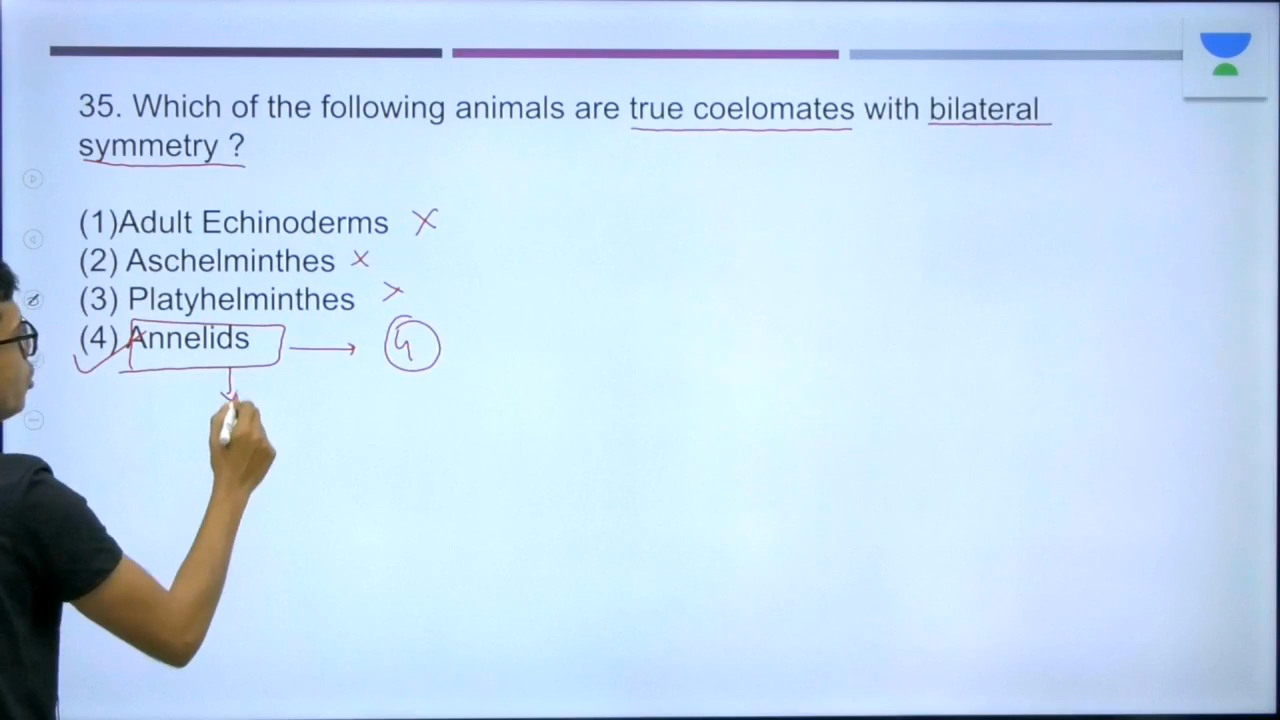 35. Which of the following animals are true coelomates with bilateral
symmetry ?
(1)Adult Echinoderms
(2) Aschelminthes
(3) Platyhelminthes
(4) Annelids
4